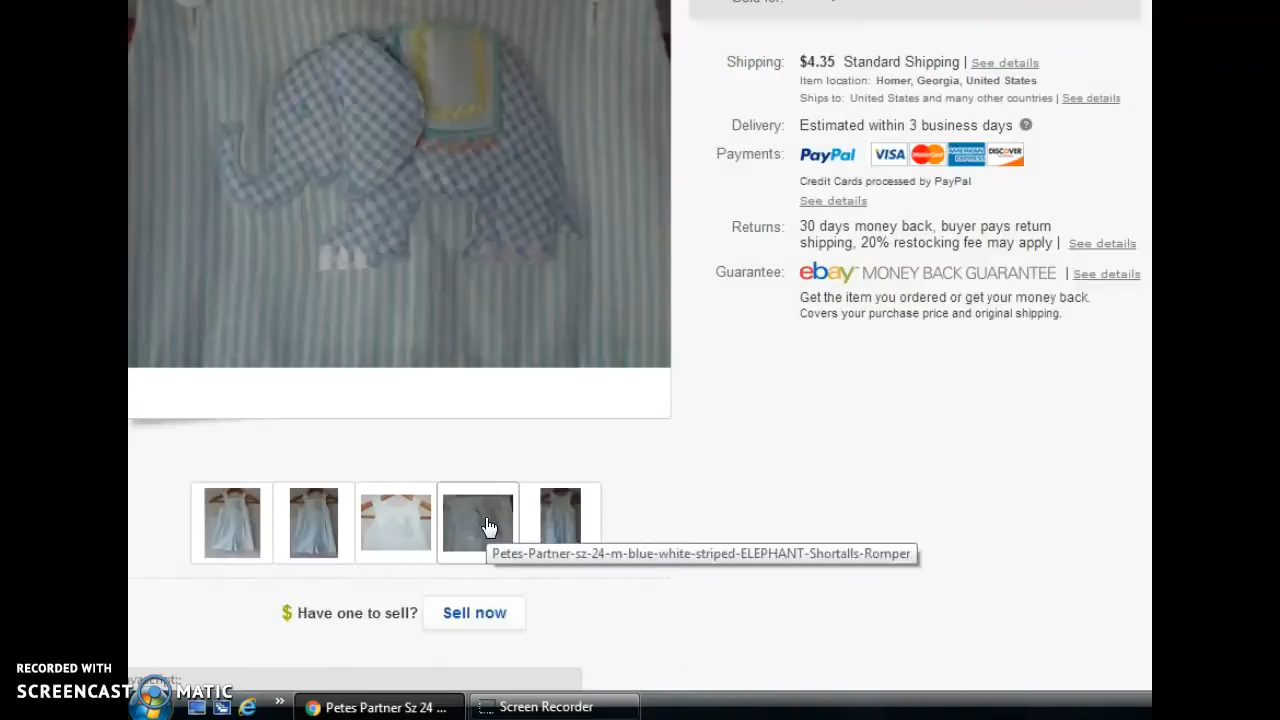 Shipping: $4.35 Standard Shipping | See details
Item location: Homer, Georgia, United States
Ships to: United States and many other countries | See details
Delivery: Estimated within 3 business days ?
Payments: PayPal VISA MasterCard AMERICAN EXPRESS DISCOVER
Credit Cards processed by PayPal
See details
Returns: 30 days money back, buyer pays return
shipping, 20% restocking fee may apply | See details
Guarantee: ebay MONEY BACK GUARANTEE | See details
Get the item you ordered or get your money back.
Covers your purchase price and original shipping.
Petes-Partner-sz-24-m-blue-white-striped-ELEPHANT-Shortalls-Romper
$ Have one to sell? Sell now
RECORDED WITH
SCREENCAST MATIC
» Petes Partner Sz 24 ... Screen Recorder